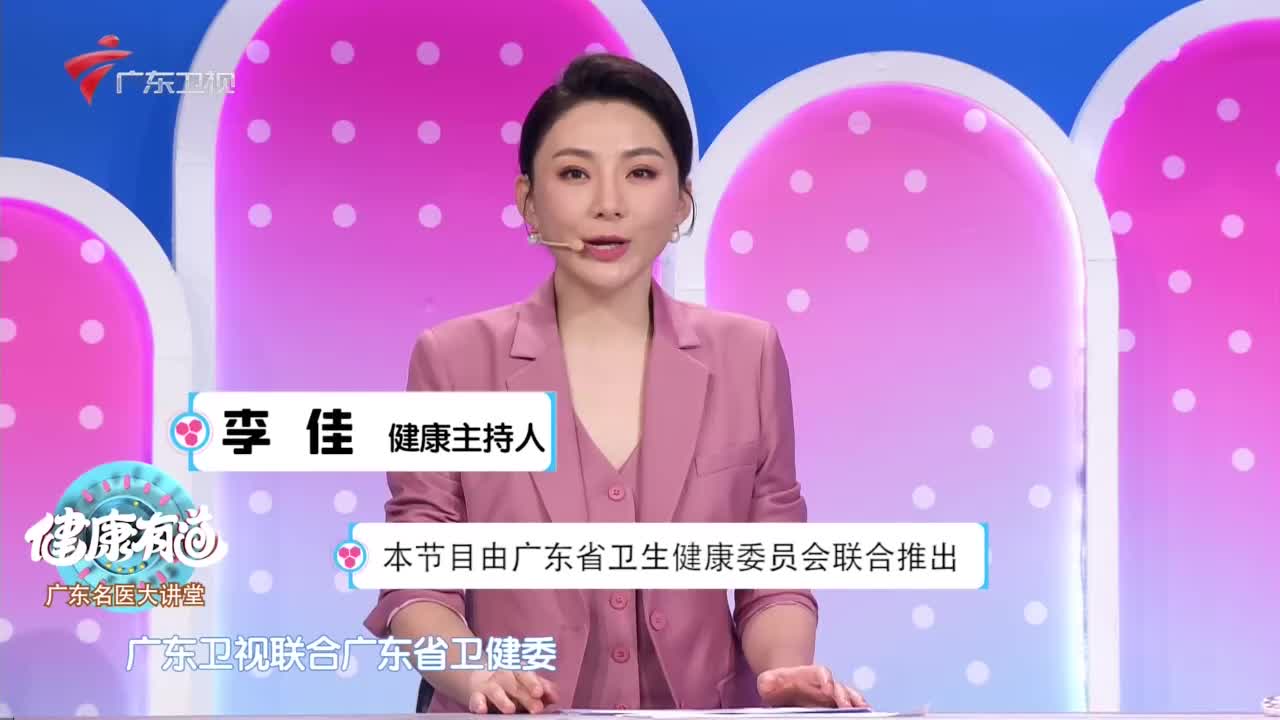 广东卫视
李佳 健康主持人
本节目由广东省卫生健康委员会联合推出
健康有道
广东名医大讲堂
广东卫视联合广东省卫健委